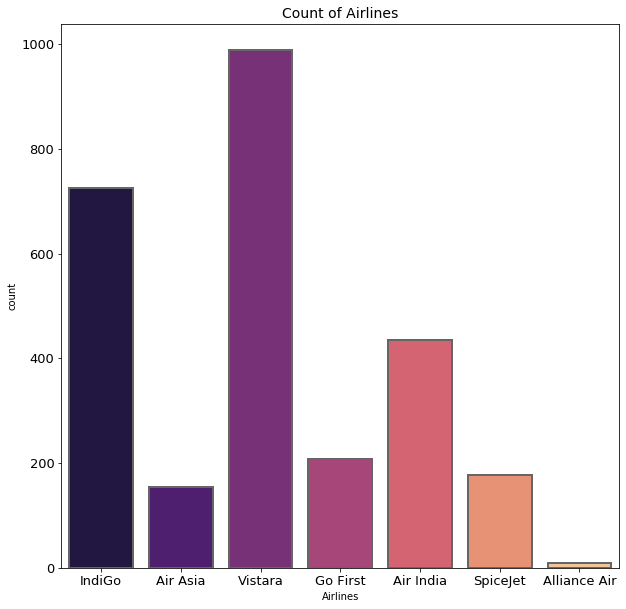 Count of Airlines
1000
800
600
400
200
0
count
IndiGo Air Asia Vistara Go First Air India SpiceJet Alliance Air
Airlines